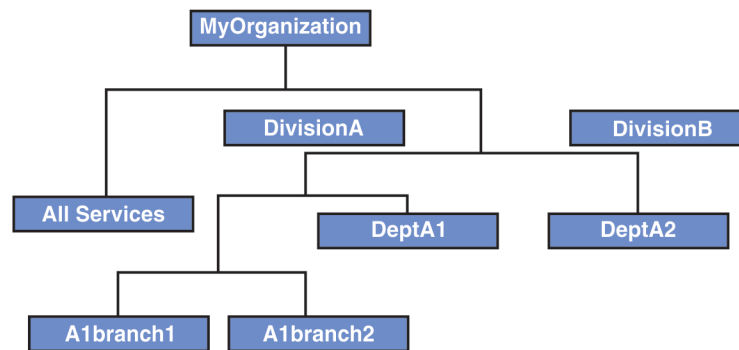 MyOrganization
DivisionA
DivisionB
All Services
DeptA1
DeptA2
A1branch1
A1branch2